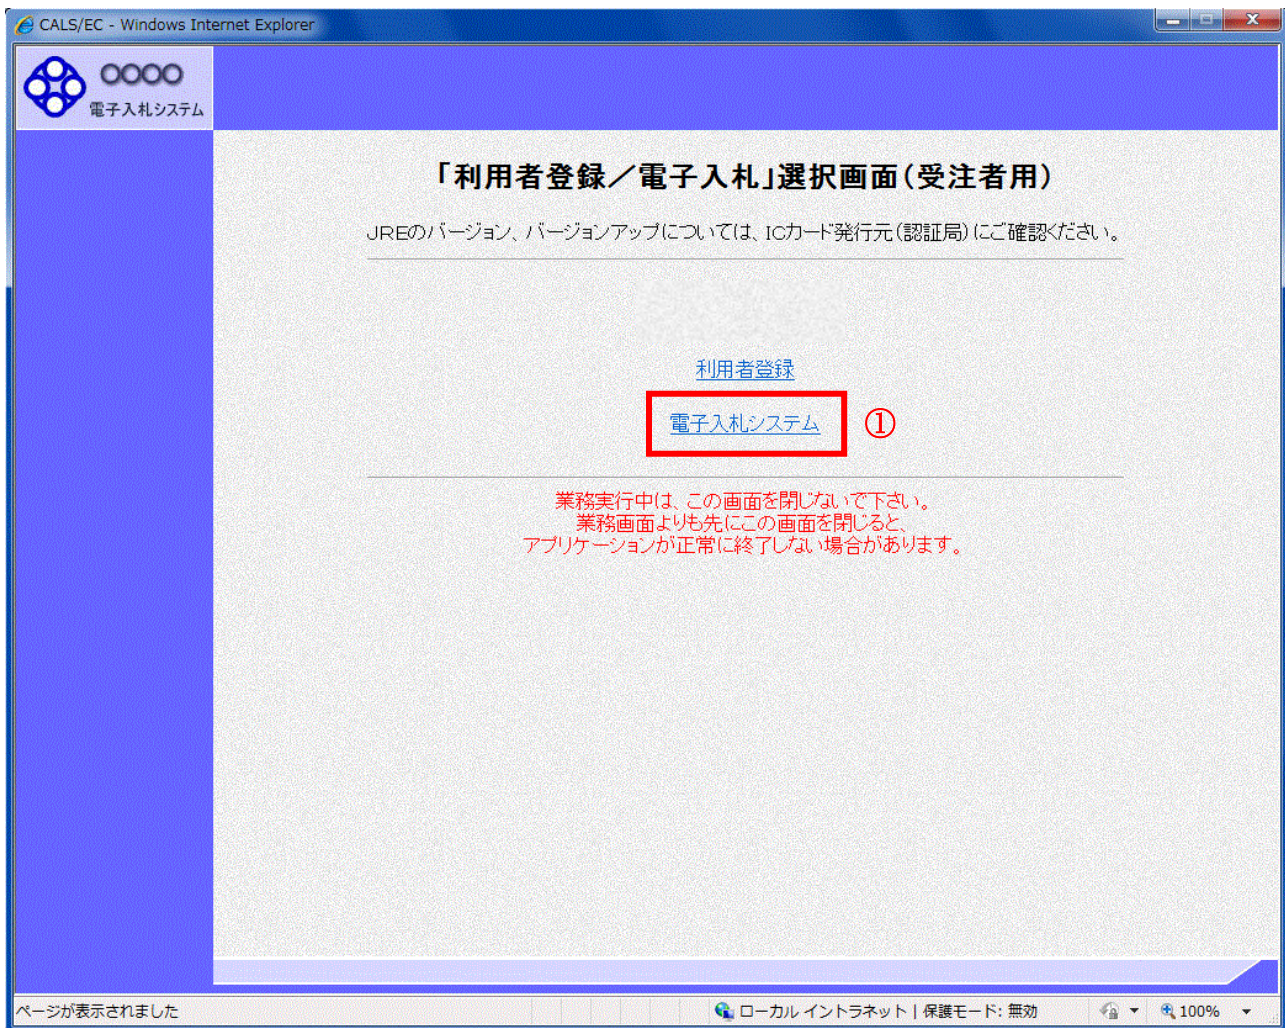 CALS/EC - Windows Internet Explorer
○○○○
電子入札システム
「利用者登録／電子入札」選択画面（受注者用）
JREのバージョン、バージョンアップについては、ICカード発行元（認証局）にご確認ください。
利用者登録
電子入札システム ①
業務実行中は、この画面を閉じないで下さい。
業務画面よりも先にこの画面を閉じると、
アプリケーションが正常に終了しない場合があります。
ページが表示されました ローカル イントラネット | 保護モード: 無効 100%